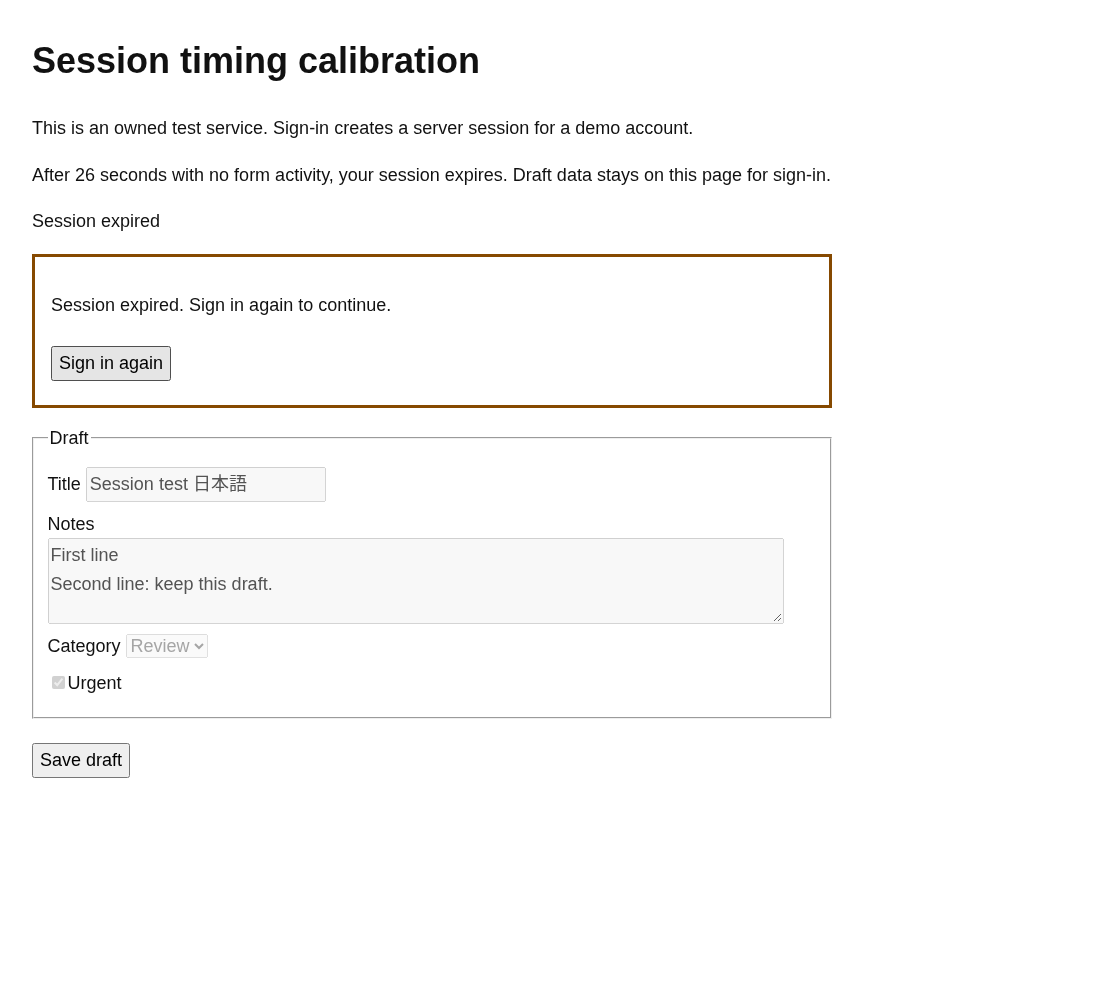 Session timing calibration
This is an owned test service. Sign-in creates a server session for a demo account.
After 26 seconds with no form activity, your session expires. Draft data stays on this page for sign-in.
Session expired
Session expired. Sign in again to continue.
Sign in again
Draft
Title Session test 日本語
Notes
First line
Second line: keep this draft.
Category Review
Urgent
Save draft